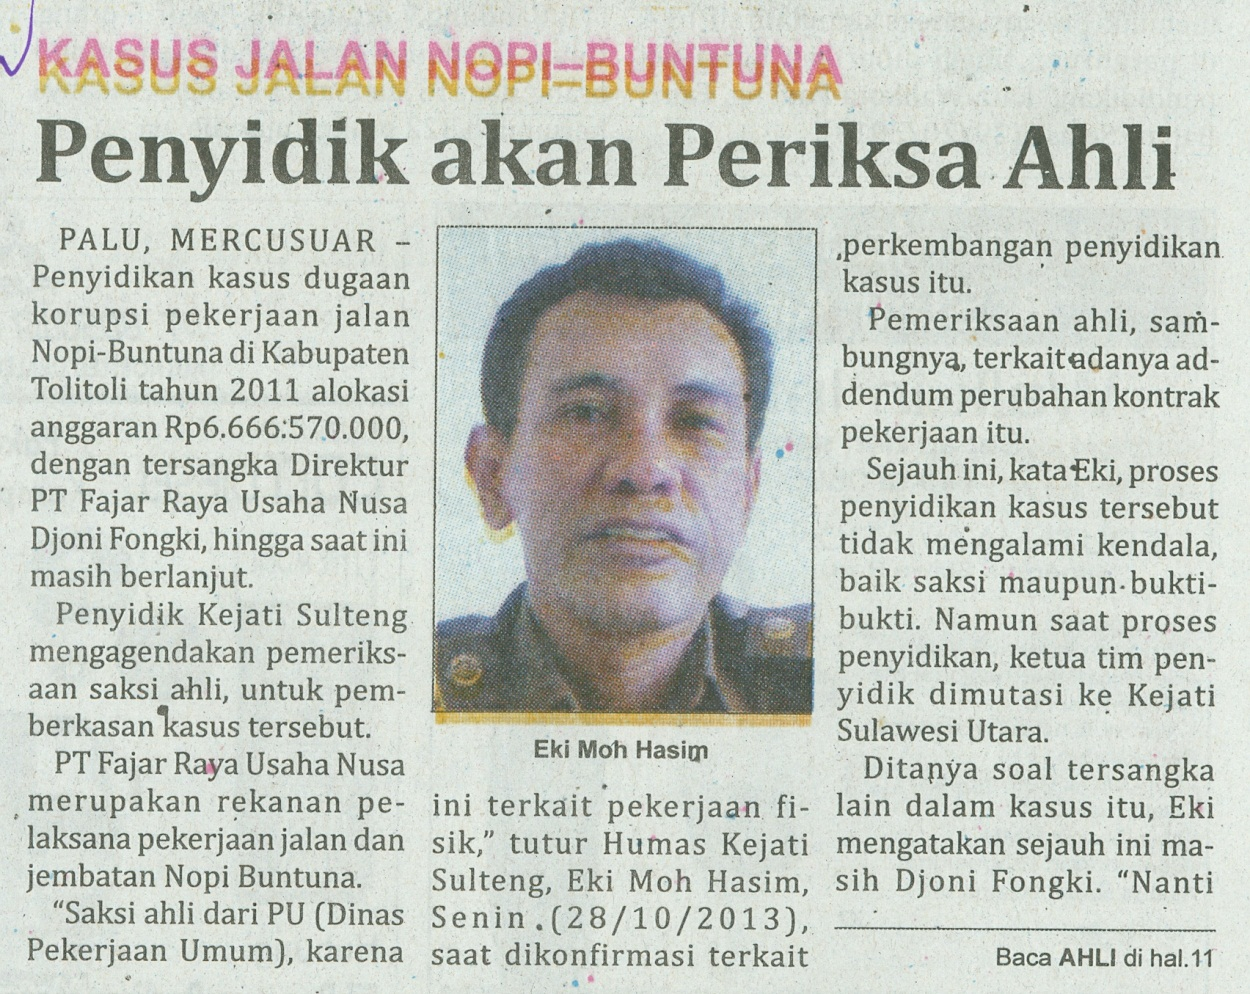 KASUS JALAN NOPI–BUNTUNA
Penyidik akan Periksa Ahli
PALU, MERCUSUAR –
Penyidikan kasus dugaan
korupsi pekerjaan jalan
Nopi-Buntuna di Kabupaten
Tolitoli tahun 2011 alokasi
anggaran Rp6.666.570.000,
dengan tersangka Direktur
PT Fajar Raya Usaha Nusa
Djoni Fongki, hingga saat ini
masih berlanjut.
Penyidik Kejati Sulteng
mengagendakan pemeriks-
aan saksi ahli, untuk pem-
berkasan kasus tersebut.
PT Fajar Raya Usaha Nusa
merupakan rekanan pe-
laksana pekerjaan jalan dan
jembatan Nopi Buntuna.
“Saksi ahli dari PU (Dinas
Pekerjaan Umum), karena
Eki Moh Hasim
ini terkait pekerjaan fi-
sik,” tutur Humas Kejati
Sulteng, Eki Moh Hasim,
Senin (28/10/2013),
saat dikonfirmasi terkait
perkembangan penyidikan
kasus itu.
Pemeriksaan ahli, sam-
bungnya, terkait adanya ad-
dendum perubahan kontrak
pekerjaan itu.
Sejauh ini, kata Eki, proses
penyidikan kasus tersebut
tidak mengalami kendala,
baik saksi maupun bukti-
bukti. Namun saat proses
penyidikan, ketua tim pen-
yidik dimutasi ke Kejati
Sulawesi Utara.
Ditanya soal tersangka
lain dalam kasus itu, Eki
mengatakan sejauh ini ma-
sih Djoni Fongki. “Nanti
Baca AHLI di hal.11